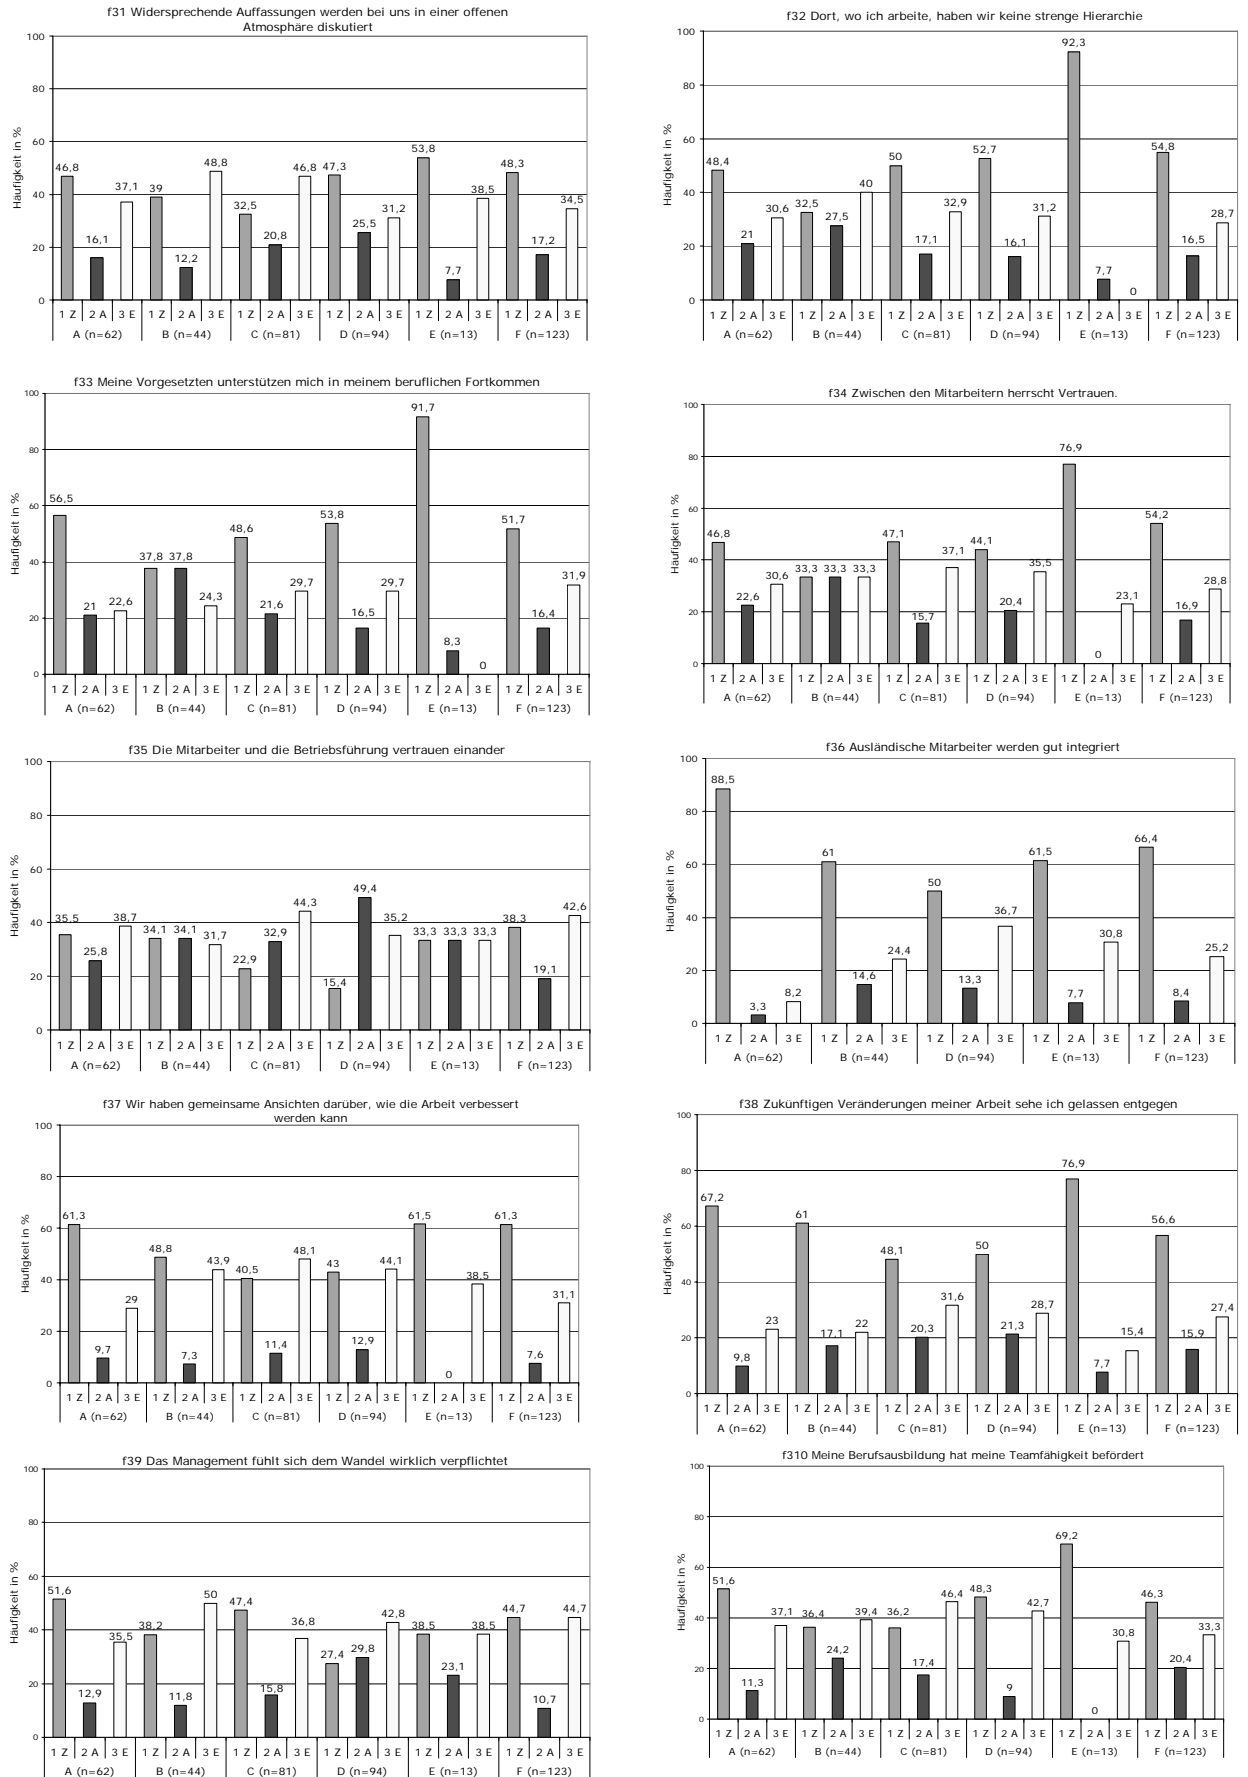 f31 Widersprechende Auffassungen werden bei uns in einer offenen
Atmosphäre diskutiert
Häufigkeit in %
100
80
60
40
20
0
46,8 16,1 37,1 39 12,2 48,8 32,5 20,8 46,8 47,3 25,5 31,2 53,8 7,7 38,5 48,3 17,2 34,5
1 Z 2 A 3 E 1 Z 2 A 3 E 1 Z 2 A 3 E 1 Z 2 A 3 E 1 Z 2 A 3 E 1 Z 2 A 3 E
A (n=62) B (n=44) C (n=81) D (n=94) E (n=13) F (n=123)
f32 Dort, wo ich arbeite, haben wir keine strenge Hierarchie
Häufigkeit in %
100
80
60
40
20
0
48,4 21 30,6 32,5 27,5 40 50 17,1 32,9 52,7 16,1 31,2 92,3 7,7 0 54,8 16,5 28,7
1 Z 2 A 3 E 1 Z 2 A 3 E 1 Z 2 A 3 E 1 Z 2 A 3 E 1 Z 2 A 3 E 1 Z 2 A 3 E
A (n=62) B (n=44) C (n=81) D (n=94) E (n=13) F (n=123)
f33 Meine Vorgesetzten unterstützen mich in meinem beruflichen Fortkommen
Häufigkeit in %
100
80
60
40
20
0
56,5 21 22,6 37,8 37,8 24,3 48,6 21,6 29,7 53,8 16,5 29,7 91,7 8,3 0 51,7 16,4 31,9
1 Z 2 A 3 E 1 Z 2 A 3 E 1 Z 2 A 3 E 1 Z 2 A 3 E 1 Z 2 A 3 E 1 Z 2 A 3 E
A (n=62) B (n=44) C (n=81) D (n=94) E (n=13) F (n=123)
f34 Zwischen den Mitarbeitern herrscht Vertrauen.
Häufigkeit in %
100
80
60
40
20
0
46,8 22,6 30,6 33,3 33,3 33,3 47,1 15,7 37,1 44,1 20,4 35,5 76,9 0 23,1 54,2 16,9 28,8
1 Z 2 A 3 E 1 Z 2 A 3 E 1 Z 2 A 3 E 1 Z 2 A 3 E 1 Z 2 A 3 E 1 Z 2 A 3 E
A (n=62) B (n=44) C (n=81) D (n=94) E (n=13) F (n=123)
f35 Die Mitarbeiter und die Betriebsführung vertrauen einander
Häufigkeit in %
100
80
60
40
20
0
35,5 25,8 38,7 34,1 34,1 31,7 22,9 32,9 44,3 15,4 49,4 35,2 33,3 33,3 33,3 38,3 19,1 42,6
1 Z 2 A 3 E 1 Z 2 A 3 E 1 Z 2 A 3 E 1 Z 2 A 3 E 1 Z 2 A 3 E 1 Z 2 A 3 E
A (n=62) B (n=44) C (n=81) D (n=94) E (n=13) F (n=123)
f36 Ausländische Mitarbeiter werden gut integriert
Häufigkeit in %
100
80
60
40
20
0
88,5 3,3 8,2 61 14,6 24,4 50 13,3 36,7 61,5 7,7 30,8 66,4 8,4 25,2
1 Z 2 A 3 E 1 Z 2 A 3 E 1 Z 2 A 3 E 1 Z 2 A 3 E 1 Z 2 A 3 E
A (n=62) B (n=44) D (n=94) E (n=13) F (n=123)
f37 Wir haben gemeinsame Ansichten darüber, wie die Arbeit verbessert
werden kann
Häufigkeit in %
100
80
60
40
20
0
61,3 9,7 29 48,8 7,3 43,9 40,5 11,4 48,1 43 12,9 44,1 61,5 0 38,5 61,3 7,6 31,1
1 Z 2 A 3 E 1 Z 2 A 3 E 1 Z 2 A 3 E 1 Z 2 A 3 E 1 Z 2 A 3 E 1 Z 2 A 3 E
A (n=62) B (n=44) C (n=81) D (n=94) E (n=13) F (n=123)
f38 Zukünftigen Veränderungen meiner Arbeit sehe ich gelassen entgegen
Häufigkeit in %
100
80
60
40
20
0
67,2 9,8 23 61 17,1 22 48,1 20,3 31,6 50 21,3 28,7 76,9 7,7 15,4 56,6 15,9 27,4
1 Z 2 A 3 E 1 Z 2 A 3 E 1 Z 2 A 3 E 1 Z 2 A 3 E 1 Z 2 A 3 E 1 Z 2 A 3 E
A (n=62) B (n=44) C (n=81) D (n=94) E (n=13) F (n=123)
f39 Das Management fühlt sich dem Wandel wirklich verpflichtet
Häufigkeit in %
100
80
60
40
20
0
51,6 12,9 35,5 38,2 11,8 50 47,4 15,8 36,8 27,4 29,8 42,8 38,5 23,1 38,5 44,7 10,7 44,7
1 Z 2 A 3 E 1 Z 2 A 3 E 1 Z 2 A 3 E 1 Z 2 A 3 E 1 Z 2 A 3 E 1 Z 2 A 3 E
A (n=62) B (n=44) C (n=81) D (n=94) E (n=13) F (n=123)
f310 Meine Berufsausbildung hat meine Teamfähigkeit befördert
Häufigkeit in %
100
80
60
40
20
0
51,6 11,3 37,1 36,4 24,2 39,4 36,2 17,4 46,4 48,3 9 42,7 69,2 0 30,8 46,3 20,4 33,3
1 Z 2 A 3 E 1 Z 2 A 3 E 1 Z 2 A 3 E 1 Z 2 A 3 E 1 Z 2 A 3 E 1 Z 2 A 3 E
A (n=62) B (n=44) C (n=81) D (n=94) E (n=13) F (n=123)